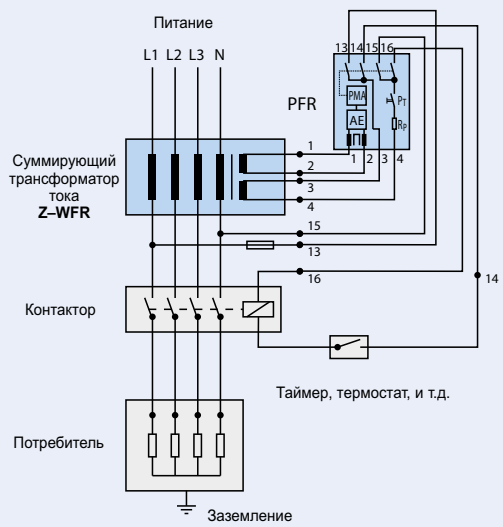 Питание
L1 L2 L3 N
13 14 15 16
PFR
PMA
PT
AE
RP
1 2 3 4
Суммирующий
трансформатор
тока
Z–WFR
1
2
3
4
15
13
16
14
Контактор
Таймер, термостат, и т.д.
Потребитель
Заземление